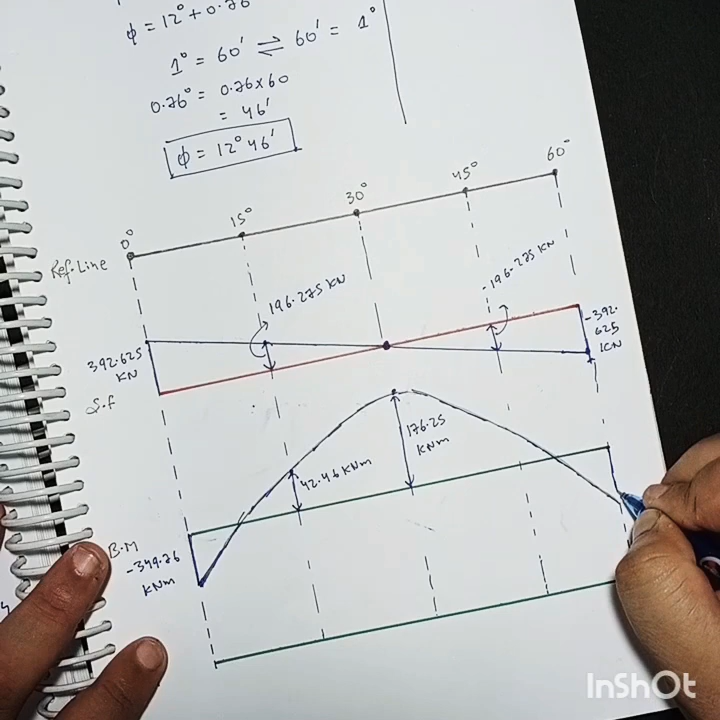 ϕ = 12° + 0.76
1° = 60' ⇌ 60' = 1°
0.76° = 0.76×60
= 46'
ϕ = 12° 46'
Ref. Line
0°
15°
30°
45°
60°
196.275 KN
-196.275 KN
392.625
KN
-392.
625
KN
S.F
42.46 KNm
176.25
KNm
B.M
-349.76
KNm
InShOt